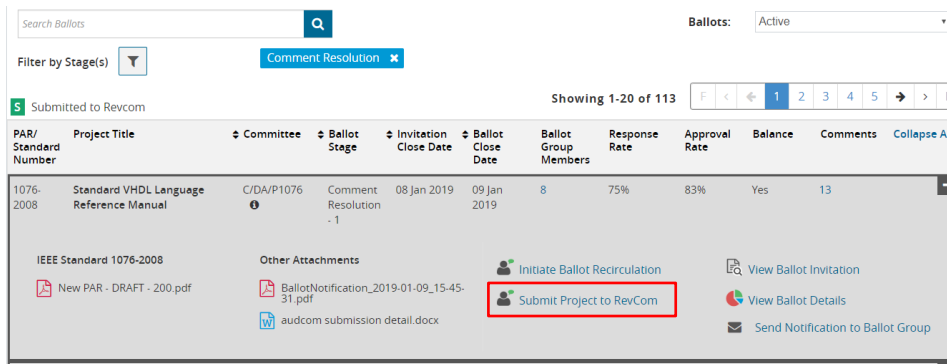 Search Ballots
Ballots:
Active
Filter by Stage(s)
Comment Resolution ×
S Submitted to Revcom
Showing 1-20 of 113
F < 1 2 3 4 5 >
PAR/ Standard Number
Project Title
Committee
Ballot Stage
Invitation Close Date
Ballot Close Date
Ballot Group Members
Response Rate
Approval Rate
Balance
Comments
Collapse A
1076-2008
Standard VHDL Language Reference Manual
C/DA/P1076
Comment Resolution - 1
08 Jan 2019
09 Jan 2019
8
75%
83%
Yes
13
IEEE Standard 1076-2008
Other Attachments
New PAR - DRAFT - 200.pdf
BallotNotification_2019-01-09_15-45-31.pdf
audcom submission detail.docx
Initiate Ballot Recirculation
Submit Project to RevCom
View Ballot Invitation
View Ballot Details
Send Notification to Ballot Group